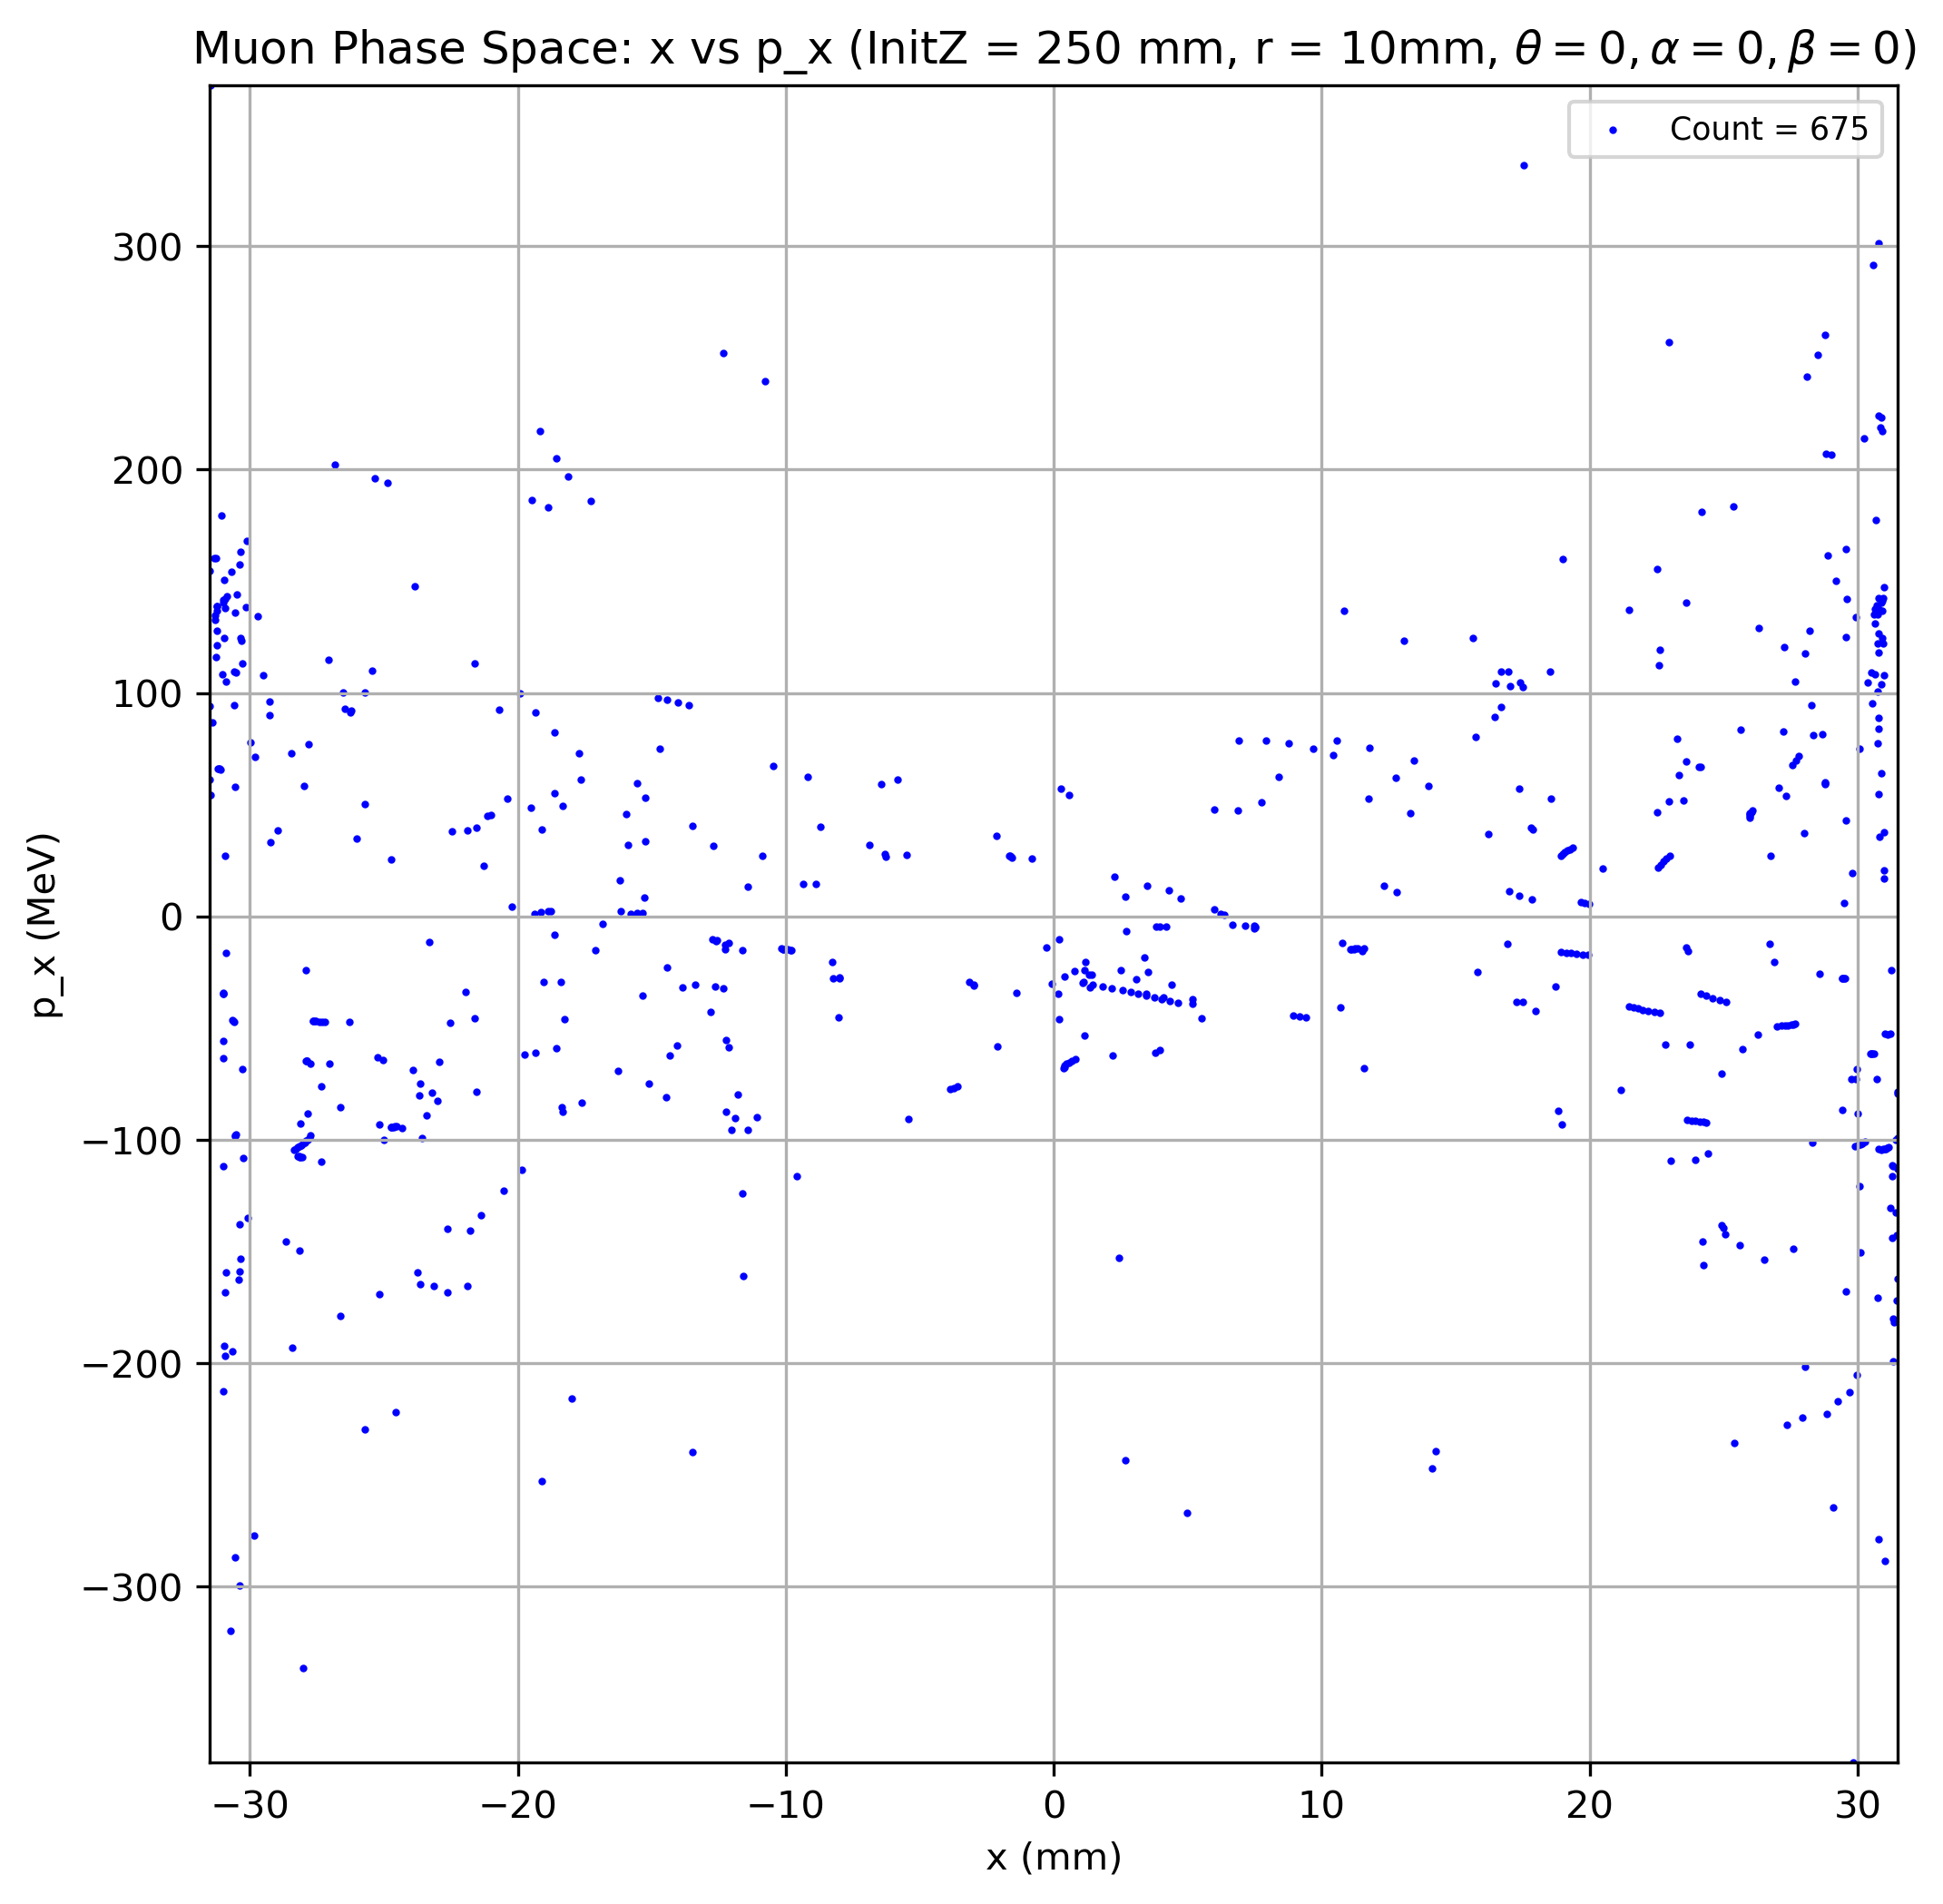 Muon Phase Space: x vs p_x (InitZ = 250 mm, r = 10mm, θ = 0, α = 0, β = 0)
Count = 675
300
200
100
0
−100
−200
−300
p_x (MeV)
−30 −20 −10 0 10 20 30
x (mm)